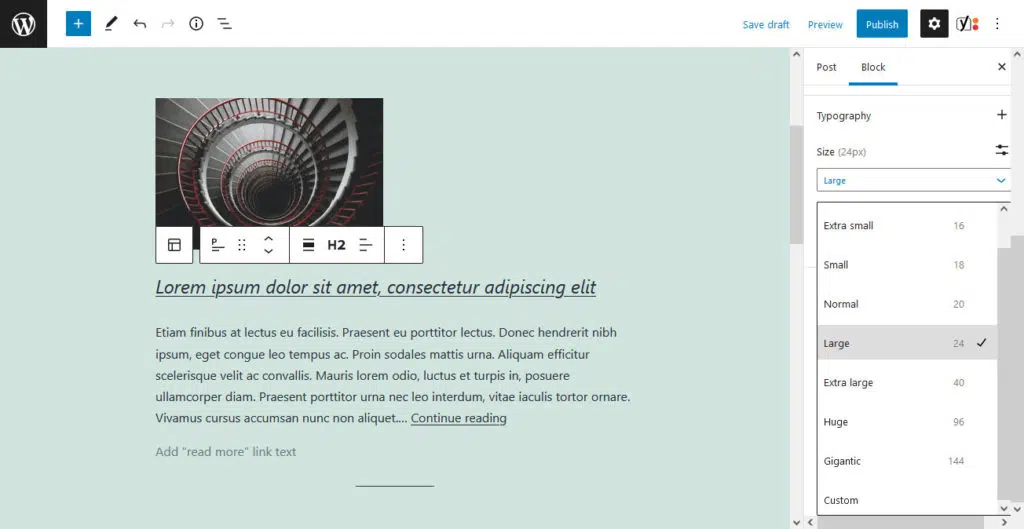 Save draft
Preview
Publish
Post
Block
H2
Lorem ipsum dolor sit amet, consectetur adipiscing elit
Etiam finibus at lectus eu facilisis. Praesent eu porttitor lectus. Donec hendrerit nibh
ipsum, eget congue leo tempus ac. Proin sodales mattis urna. Aliquam efficitur
scelerisque velit ac convallis. Mauris lorem odio, luctus et turpis in, posuere
ullamcorper diam. Praesent porttitor urna nec leo interdum, vitae iaculis tortor ornare.
Vivamus cursus accumsan nunc non aliquet.… Continue reading
Add "read more" link text
Typography
Size (24px)
Large
Extra small 16
Small 18
Normal 20
Large 24
Extra large 40
Huge 96
Gigantic 144
Custom